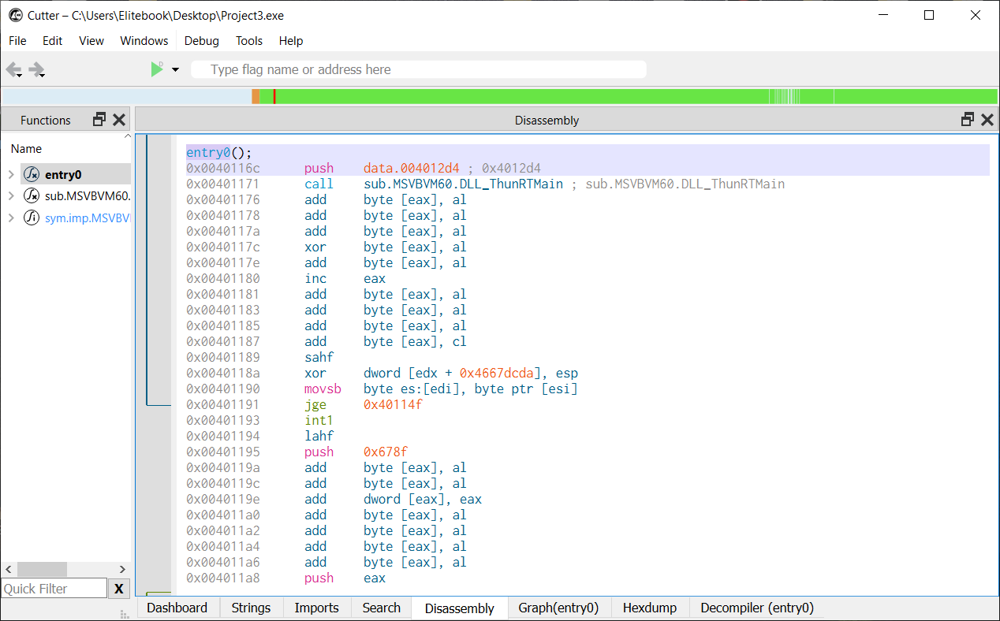 Cutter – C:\Users\Elitebook\Desktop\Project3.exe
File Edit View Windows Debug Tools Help
D
Type flag name or address here
Functions
Disassembly
Name
entry0
sub.MSVBVM60.
sym.imp.MSVBV
entry0();
0x0040116c push data.004012d4 ; 0x4012d4
0x00401171 call sub.MSVBVM60.DLL_ThunRTMain ; sub.MSVBVM60.DLL_ThunRTMain
0x00401176 add byte [eax], al
0x00401178 add byte [eax], al
0x0040117a add byte [eax], al
0x0040117c xor byte [eax], al
0x0040117e add byte [eax], al
0x00401180 inc eax
0x00401181 add byte [eax], al
0x00401183 add byte [eax], al
0x00401185 add byte [eax], al
0x00401187 add byte [eax], cl
0x00401189 sahf
0x0040118a xor dword [edx + 0x4667dcda], esp
0x00401190 movsb byte es:[edi], byte ptr [esi]
0x00401191 jge 0x40114f
0x00401193 int1
0x00401194 lahf
0x00401195 push 0x678f
0x0040119a add byte [eax], al
0x0040119c add byte [eax], al
0x0040119e add dword [eax], eax
0x004011a0 add byte [eax], al
0x004011a2 add byte [eax], al
0x004011a4 add byte [eax], al
0x004011a6 add byte [eax], al
0x004011a8 push eax
Quick Filter X
Dashboard Strings Imports Search Disassembly Graph(entry0) Hexdump Decompiler (entry0)